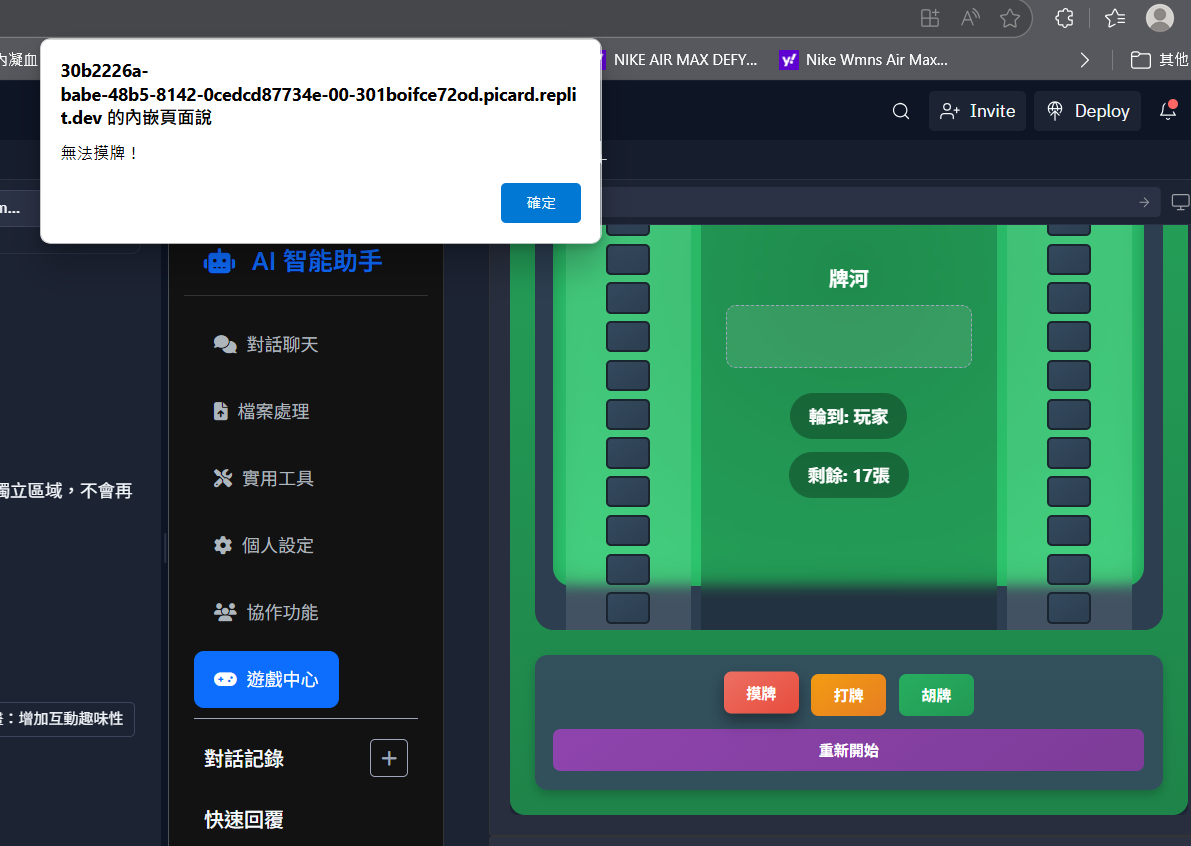 內凝血
NIKE AIR MAX DEFY...
Nike Wmns Air Max...
其他
30b2226a-
babe-48b5-8142-0cedcd87734e-00-301boifce72od.picard.repli
t.dev 的內嵌頁面說
無法摸牌！
確定
Invite
Deploy
m...
AI 智能助手
對話聊天
檔案處理
實用工具
個人設定
協作功能
遊戲中心
對話記錄
快速回覆
獨立區域，不會再
：增加互動趣味性
牌河
輪到: 玩家
剩餘: 17張
摸牌
打牌
胡牌
重新開始